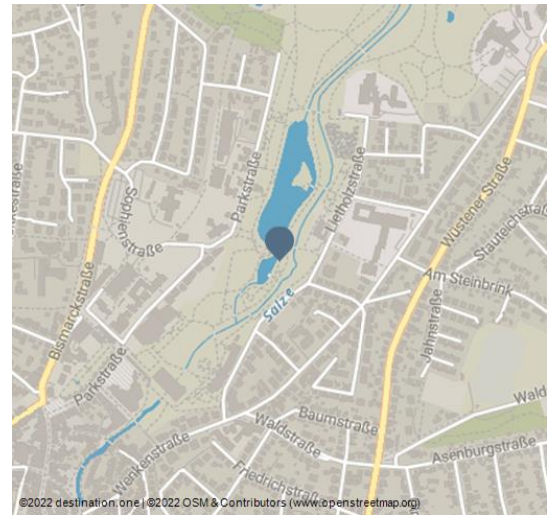 Sophienstraße
Parkstraße
Lietholzstraße
Wüstener Straße
Stauteichstraße
Bismarckstraße
Salze
Am Steinbrink
Jahnstraße
Parkstraße
Wald
Baumstraße
Waldstraße
Asenburgstraße
Wenkenstraße
Friedrichstraße
©2022 destination.one | ©2022 OSM & Contributors (www.openstreetmap.org)